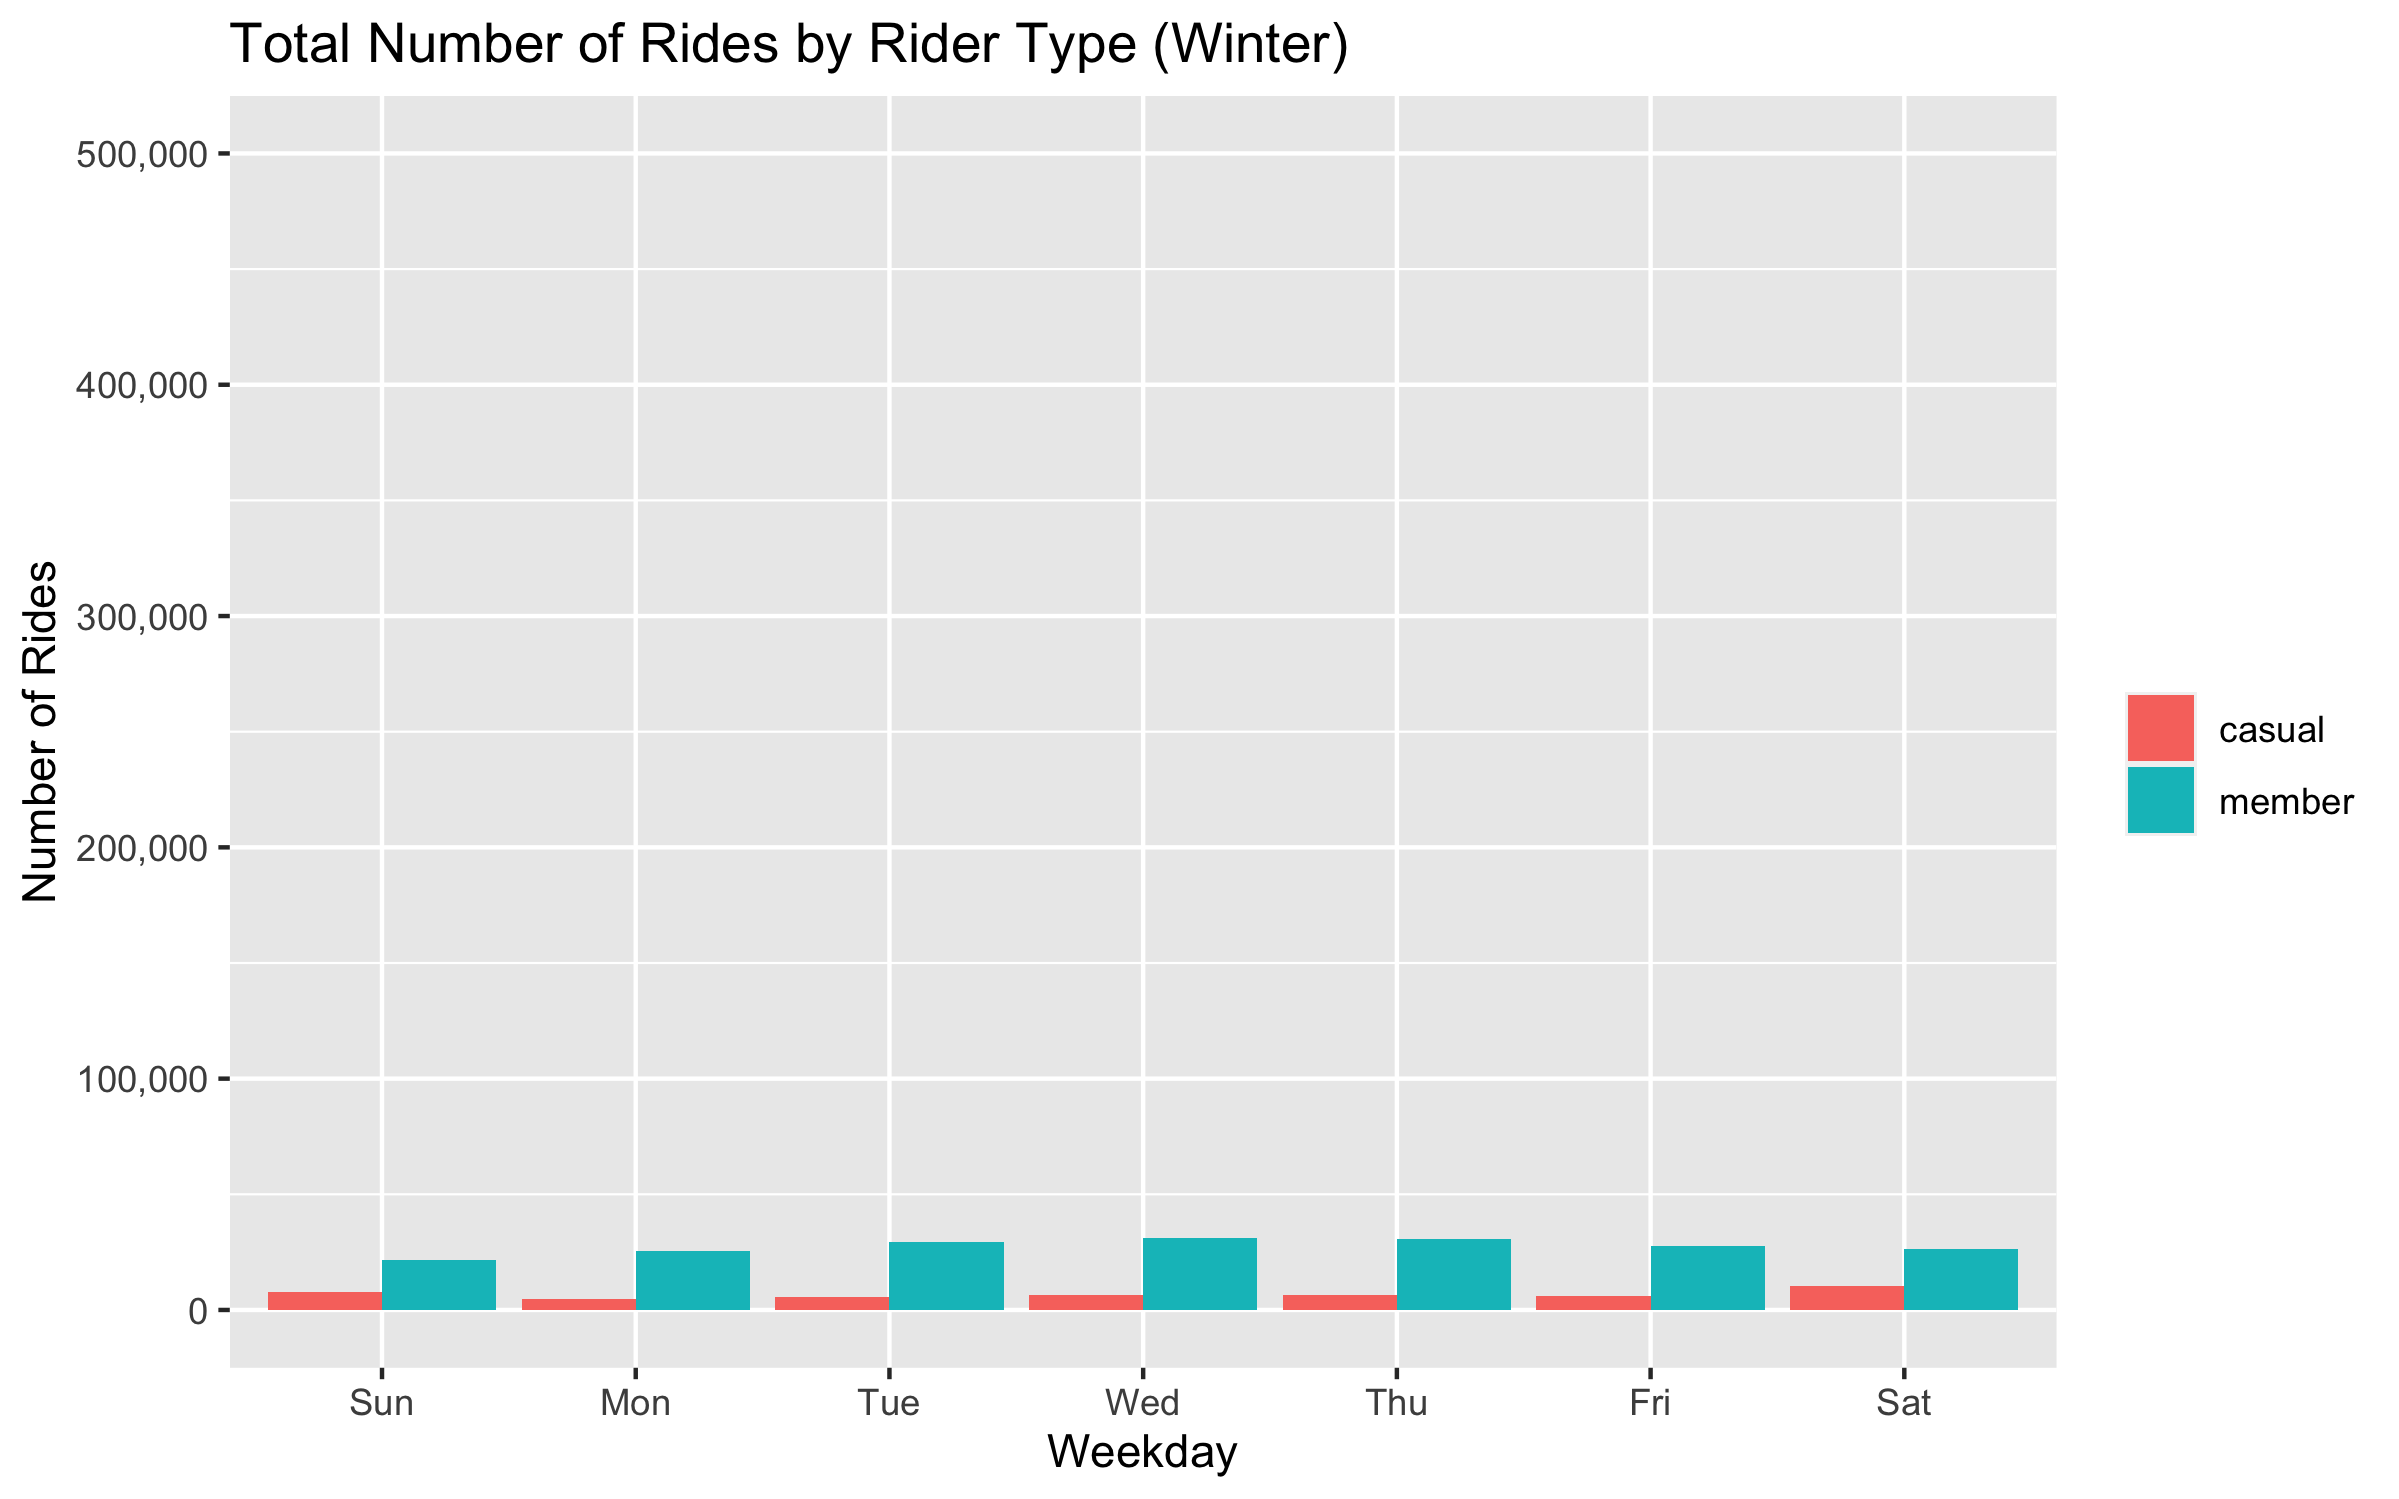 Total Number of Rides by Rider Type (Winter)
Number of Rides
500,000
400,000
300,000
200,000
100,000
0
Sun Mon Tue Wed Thu Fri Sat
Weekday
casual
member